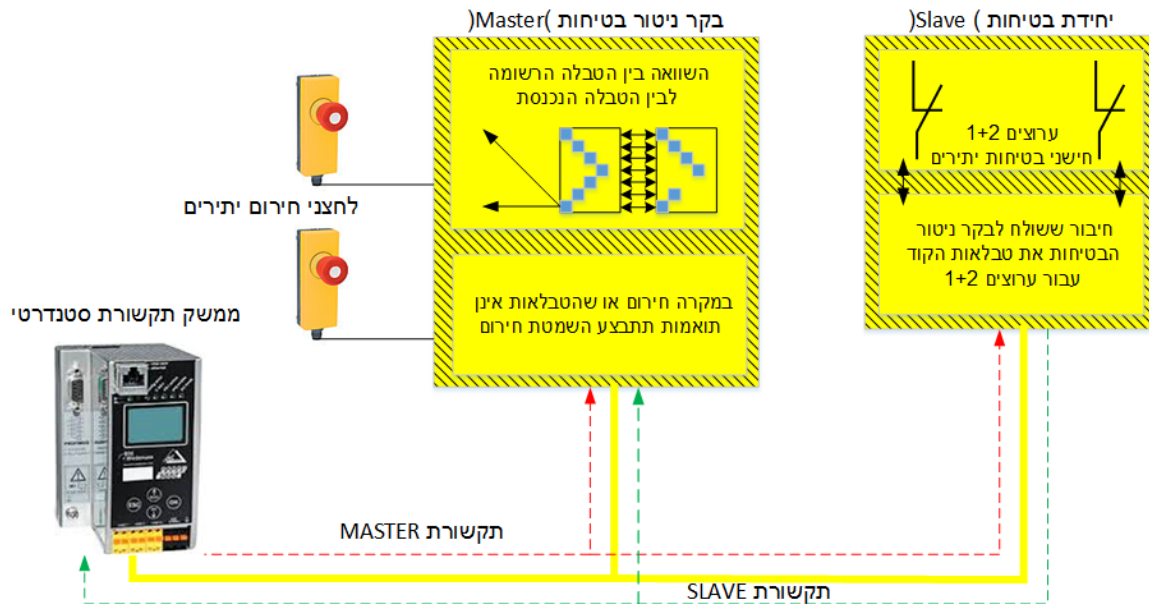 בקר ניטור בטיחות )Master(
יחידת בטיחות ) Slave(
השוואה בין הטבלה הרשומה
לבין הטבלה הנכנסת
ערוצים 1+2
חישני בטיחות יתירים
לחצני חירום יתירים
חיבור ששולח לבקר ניטור
הבטיחות את טבלאות הקוד
עבור ערוצים 1+2
במקרה חירום או שהטבלאות אינן
תואמות תתבצע השמטת חירום
ממשק תקשורת סטנדרטי
ESC
OK
תקשורת MASTER
תקשורת SLAVE